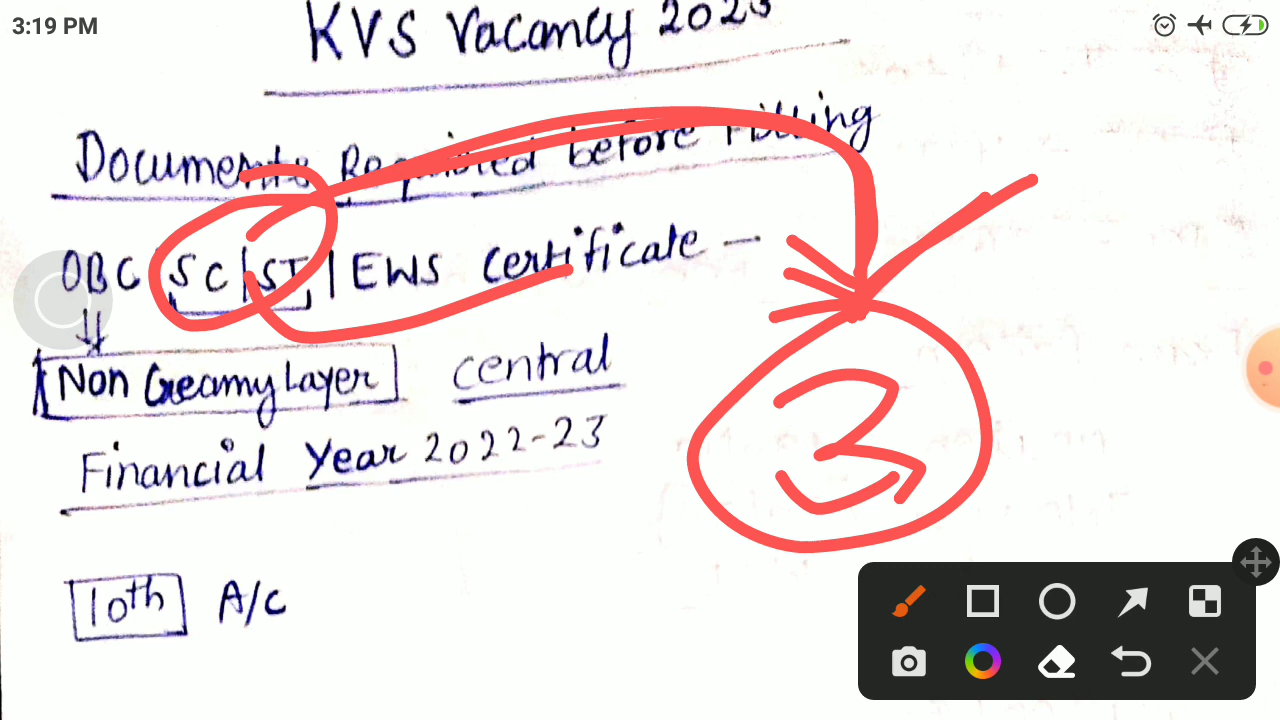 3:19 PM
KVS Vacancy 2023
Documents Required before Filling
OBC SC|ST|EWS Certificate —
Non Creamy Layer central
Financial Year 2022-23
3
10th A/C